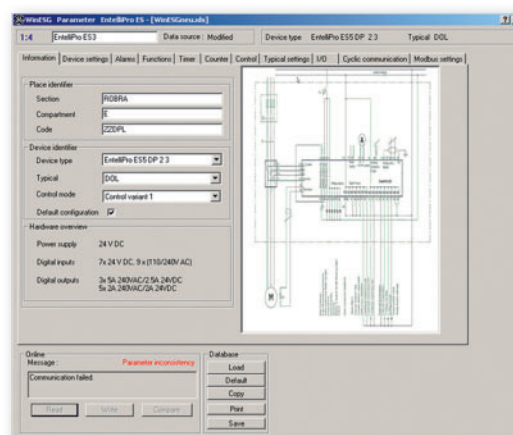 WinESG Parameter EntelliPro ES - [WinESGneu.xls]
1:4 EntelliPro ES3 Data source : Modified Device type EntelliPro ES5 DP 2 3 Typical DOL
Information Device settings Alarms Functions Timer Counter Control Typical settings I/O Cyclic communication Modbus settings
Place identifier
Section ROBRA
Compartment E
Code 22DPL
Device identifier
Device type EntelliPro ES5 DP 2 3
Typical DOL
Control mode Control variant 1
Default configuration
Hardware overview
Power supply 24 V DC
Digital inputs 7x 24 V DC, 9 x (110/240V AC)
Digital outputs 3x 5A 240VAC/2.5A 24VDC
5x 2A 240VAC/2A 24VDC
Online
Message : Parameter inconsistency
Communication failed
Read Write Compare
Database
Load
Default
Copy
Print
Save